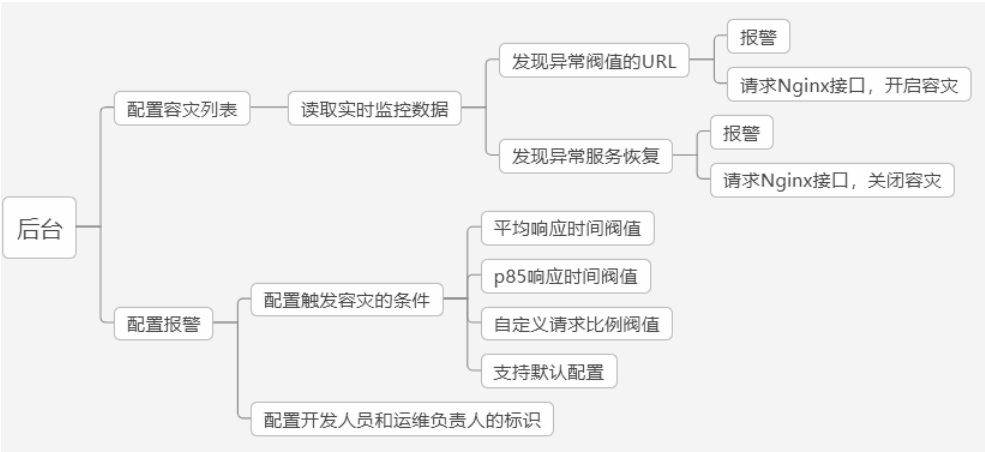 后台
配置容灾列表
读取实时监控数据
发现异常阀值的URL
报警
请求Nginx接口，开启容灾
发现异常服务恢复
报警
请求Nginx接口，关闭容灾
配置报警
配置触发容灾的条件
平均响应时间阀值
p85响应时间阀值
自定义请求比例阀值
支持默认配置
配置开发人员和运维负责人的标识